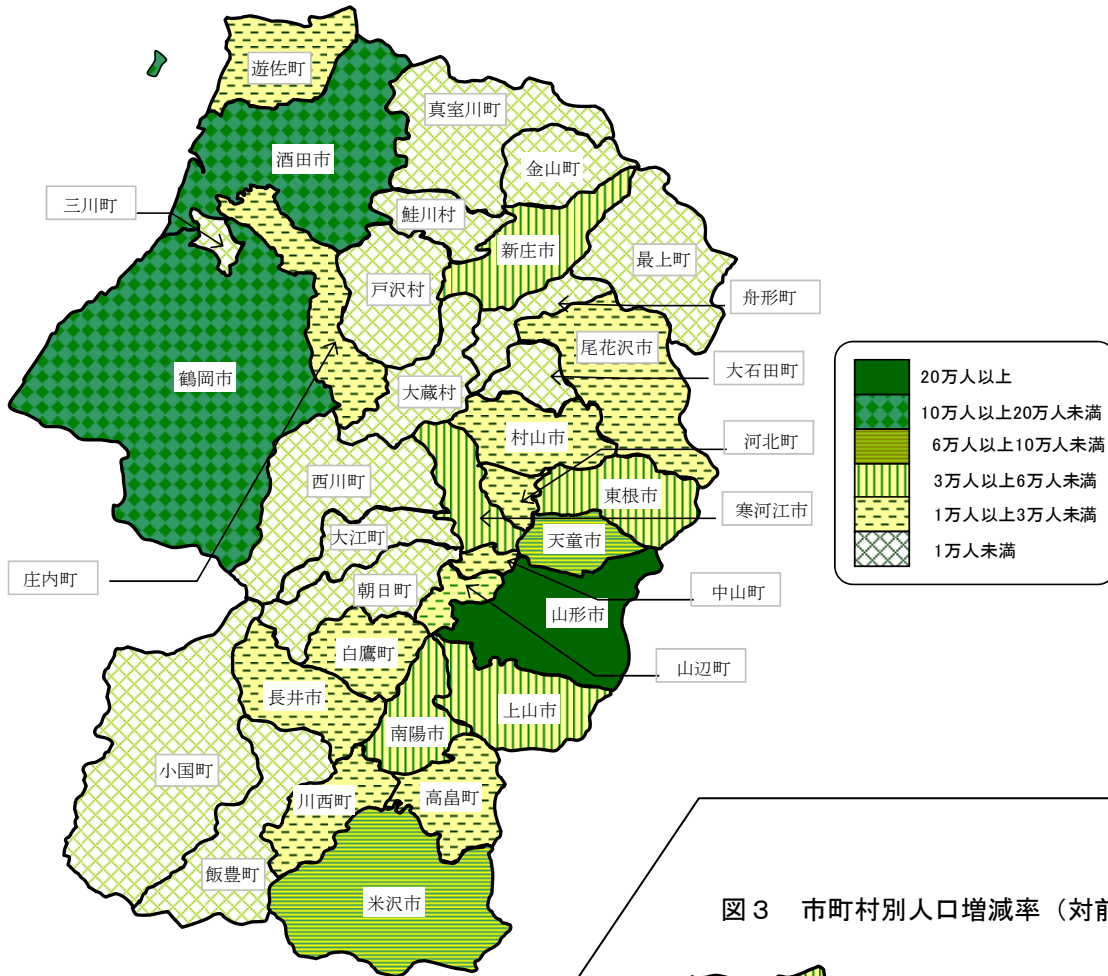 遊佐町
真室川町
酒田市
金山町
三川町
鮭川村
新庄市
最上町
戸沢村
舟形町
尾花沢市
鶴岡市
大石田町
大蔵村
村山市
河北町
西川町
東根市
寒河江市
大江町
天童市
庄内町
朝日町
中山町
山形市
白鷹町
山辺町
長井市
上山市
南陽市
小国町
川西町
高畠町
飯豊町
米沢市
20万人以上
10万人以上20万人未満
6万人以上10万人未満
3万人以上6万人未満
1万人以上3万人未満
1万人未満
図3 市町村別人口増減率(対前